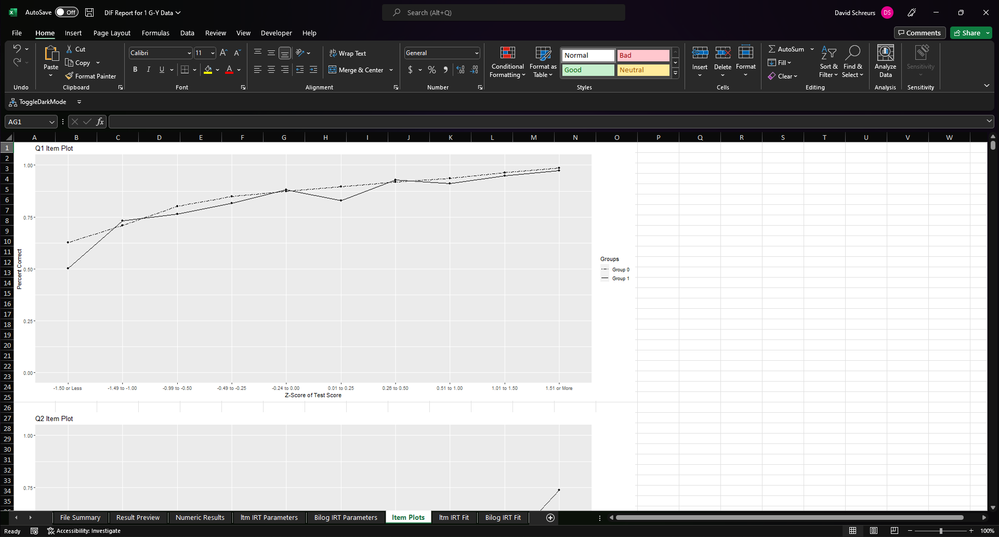 AutoSave Off DIF Report for 1 G-Y Data Search (Alt+Q) David Schreurs DS
File Home Insert Page Layout Formulas Data Review View Developer Help Comments Share
Paste Cut Copy Format Painter
Calibri 11
B I U A
Wrap Text
Merge & Center
General
$ % 9
Conditional Formatting
Format as Table
Normal Bad
Good Neutral
Insert Delete Format
AutoSum
Fill
Clear
Sort & Filter
Find & Select
Analyze Data
Sensitivity
Undo Clipboard Font Alignment Number Styles Cells Editing Analysis Sensitivity
ToggleDarkMode
AG1 fx
A B C D E F G H I J K L M N O P Q R S T U V W
1
2
3
4
5
6
7
8
9
10
11
12
13
14
15
16
17
18
19
20
21
22
23
24
25
26
27
28
29
30
31
32
33
34
35
Q1 Item Plot
1.00
0.75
0.50
0.25
0.00
Percent Correct
-1.50 or Less -1.49 to -1.00 -0.99 to -0.50 -0.49 to -0.25 -0.24 to 0.00 0.01 to 0.25 0.26 to 0.50 0.51 to 1.00 1.01 to 1.50 1.51 or More
Z-Score of Test Score
Groups
Group 0
Group 1
Q2 Item Plot
1.00
0.75
File Summary Result Preview Numeric Results ltm IRT Parameters Bilog IRT Parameters Item Plots ltm IRT Fit Bilog IRT Fit
Ready Accessibility: Investigate 100%